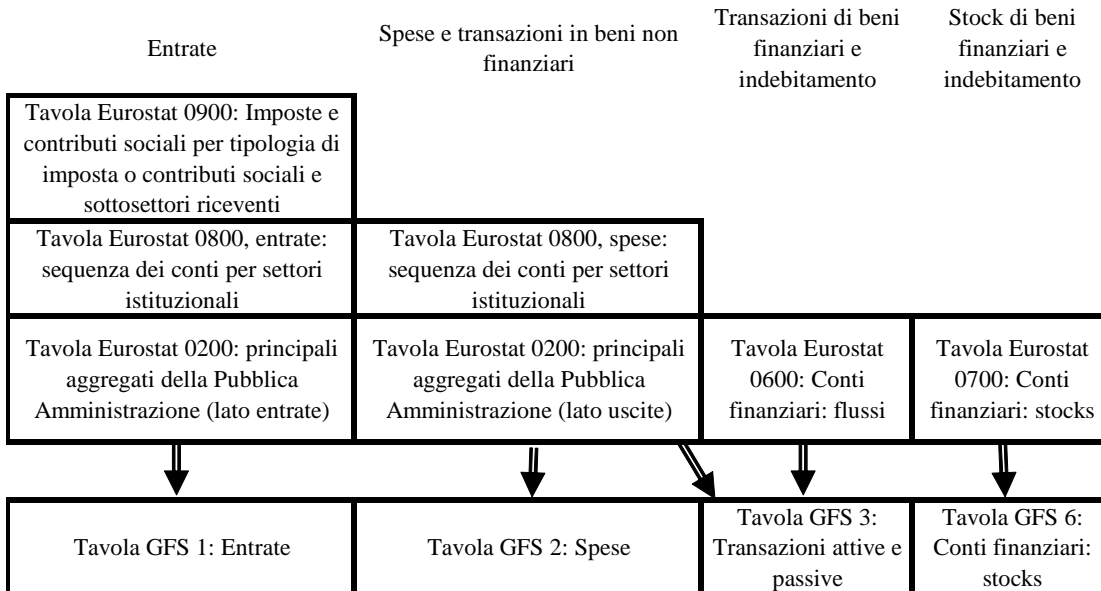 Entrate
Spese e transazioni in beni non
finanziari
Transazioni di beni
finanziari e
indebitamento
Stock di beni
finanziari e
indebitamento
Tavola Eurostat 0900: Imposte e
contributi sociali per tipologia di
imposta o contributi sociali e
sottosettori riceventi
Tavola Eurostat 0800, entrate:
sequenza dei conti per settori
istituzionali
Tavola Eurostat 0800, spese:
sequenza dei conti per settori
istituzionali
Tavola Eurostat 0200: principali
aggregati della Pubblica
Amministrazione (lato entrate)
Tavola Eurostat 0200: principali
aggregati della Pubblica
Amministrazione (lato uscite)
Tavola Eurostat
0600: Conti
finanziari: flussi
Tavola Eurostat
0700: Conti
finanziari: stocks
Tavola GFS 1: Entrate
Tavola GFS 2: Spese
Tavola GFS 3:
Transazioni attive e
passive
Tavola GFS 6:
Conti finanziari:
stocks